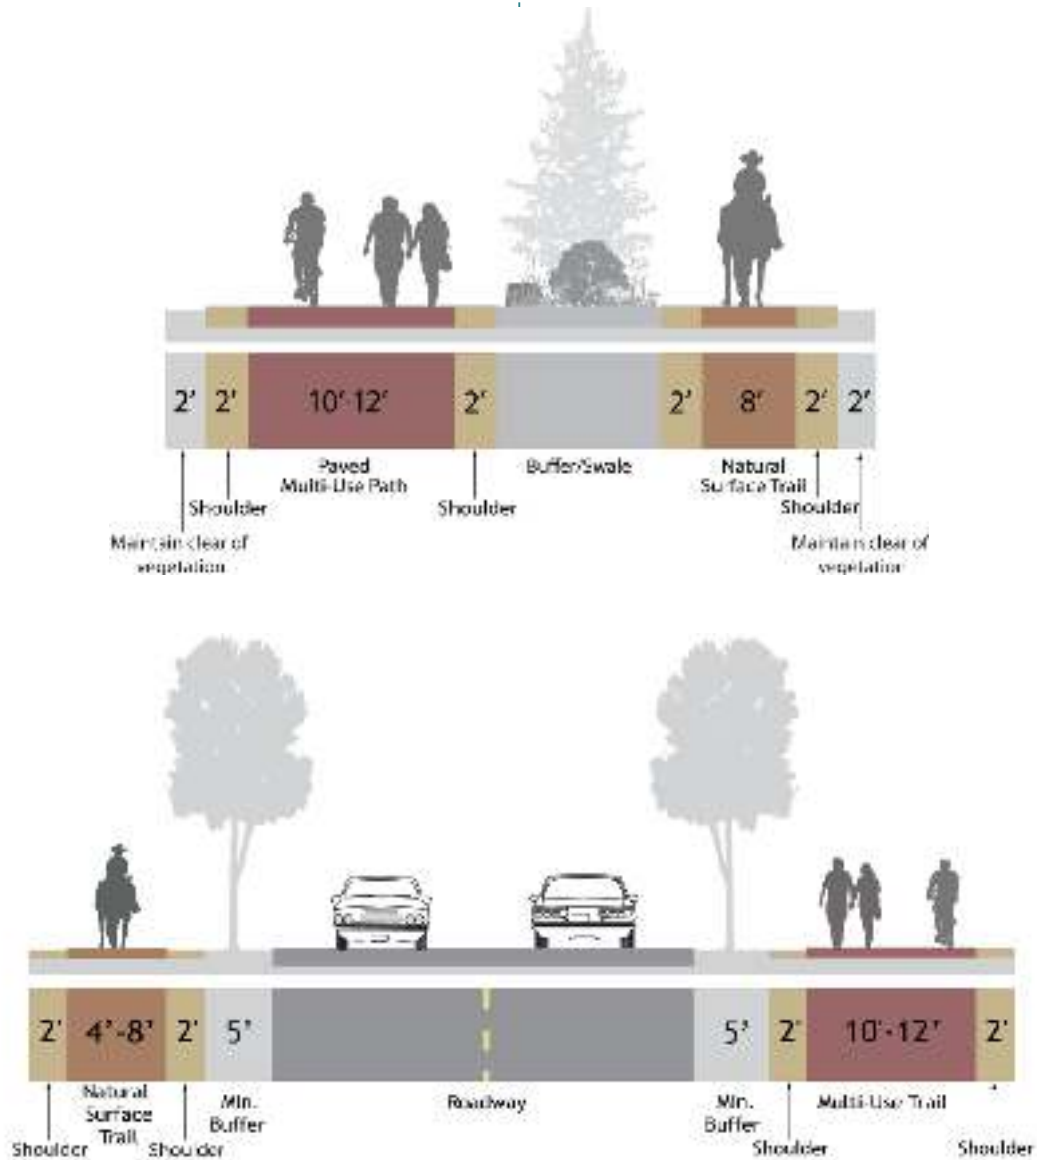 2' 2' 10'-12' 2' 2' 8' 2' 2'
Paved
Multi-Use Path
Buffer/Swale
Natural
Surface Trail
Shoulder
Shoulder
Shoulder
Maintain clear of
vegetation
Maintain clear of
vegetation
2' 4'-8' 2' 5' 5' 2' 10'-12' 2'
Natural
Surface
Trail
Min.
Buffer
Roadway
Min.
Buffer
Multi-Use Trail
Shoulder
Shoulder
Shoulder
Shoulder